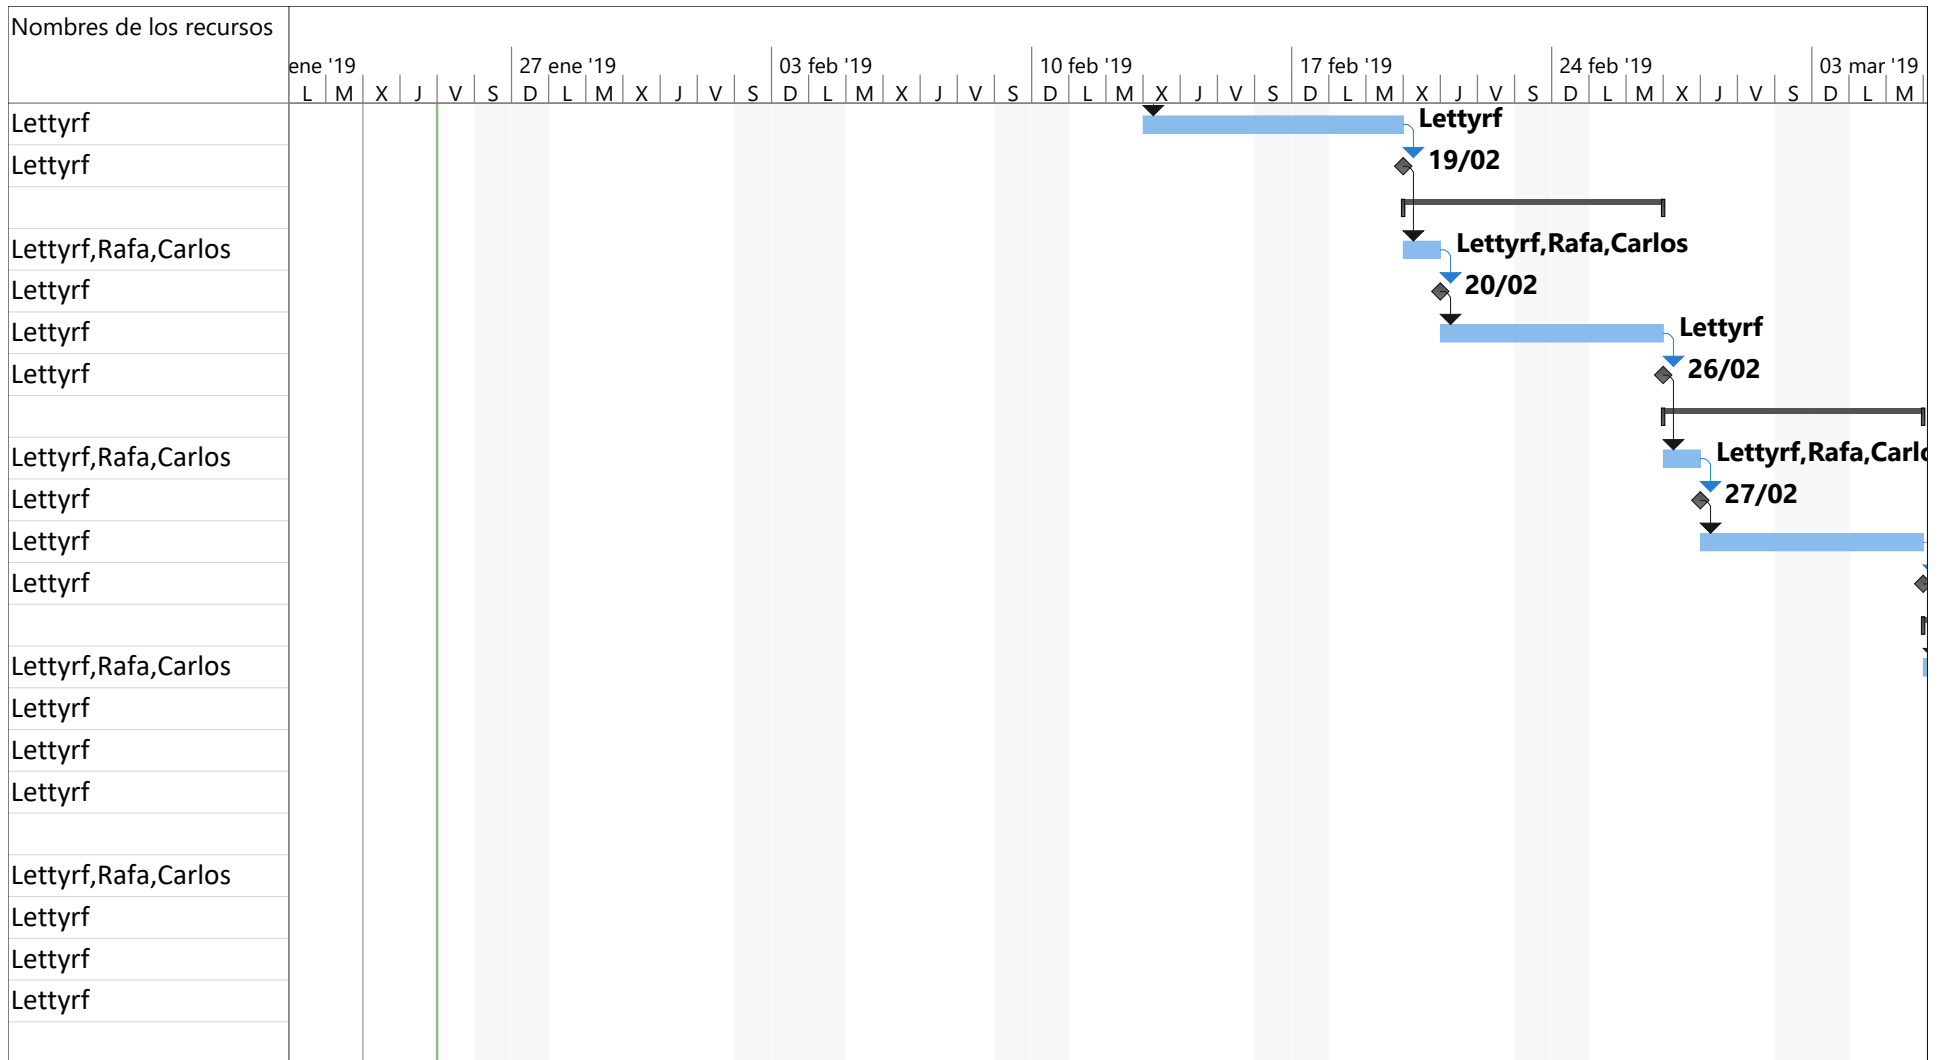 Nombres de los recursos
ene '19 27 ene '19 03 feb '19 10 feb '19 17 feb '19 24 feb '19 03 mar '19
L M X J V S D L M X J V S D L M X J V S D L M X J V S D L M X J V S D L M X J V S D L M
Lettyrf Lettyrf
Lettyrf 19/02
Lettyrf,Rafa,Carlos Lettyrf,Rafa,Carlos
Lettyrf 20/02
Lettyrf Lettyrf
Lettyrf 26/02
Lettyrf,Rafa,Carlos Lettyrf,Rafa,Carlo
Lettyrf 27/02
Lettyrf
Lettyrf
Lettyrf,Rafa,Carlos
Lettyrf
Lettyrf
Lettyrf
Lettyrf,Rafa,Carlos
Lettyrf
Lettyrf
Lettyrf